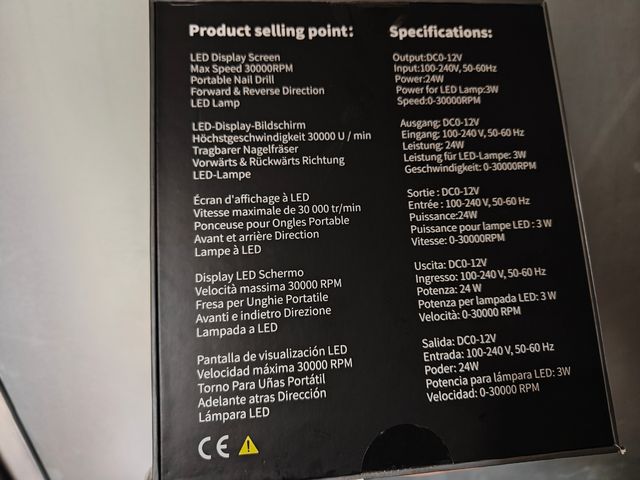 Product selling point:
LED Display Screen
Max Speed 30000RPM
Portable Nail Drill
Forward & Reverse Direction
LED Lamp
LED-Display-Bildschirm
Höchstgeschwindigkeit 30000 U / min
Tragbarer Nagelfräser
Vorwärts & Rückwärts Richtung
LED-Lampe
Écran d'affichage à LED
Vitesse maximale de 30 000 tr/min
Ponceuse pour Ongles Portable
Avant et arrière Direction
Lampe à LED
Display LED Schermo
Velocità massima 30000 RPM
Fresa per Unghie Portatile
Avanti e indietro Direzione
Lampada a LED
Pantalla de visualización LED
Velocidad máxima 30000 RPM
Torno Para Uñas Portátil
Adelante atras Dirección
Lámpara LED
CE
Specifications:
Output:DC0-12V
Input:100-240V, 50-60Hz
Power:24W
Power for LED Lamp:3W
Speed:0-30000RPM
Ausgang: DC0-12V
Eingang: 100-240 V, 50-60 Hz
Leistung: 24W
Leistung für LED-Lampe: 3W
Geschwindigkeit: 0-30000RPM
Sortie : DC0-12V
Entrée : 100-240 V, 50-60 Hz
Puissance:24W
Puissance pour lampe LED : 3 W
Vitesse: 0-30000RPM
Uscita: DC0-12V
Ingresso: 100-240 V, 50-60 Hz
Potenza: 24 W
Potenza per lampada LED: 3 W
Velocità: 0-30000 RPM
Salida: DC0-12V
Entrada: 100-240 V, 50-60 Hz
Poder: 24W
Potencia para lámpara LED: 3W
Velocidad: 0-30000 RPM